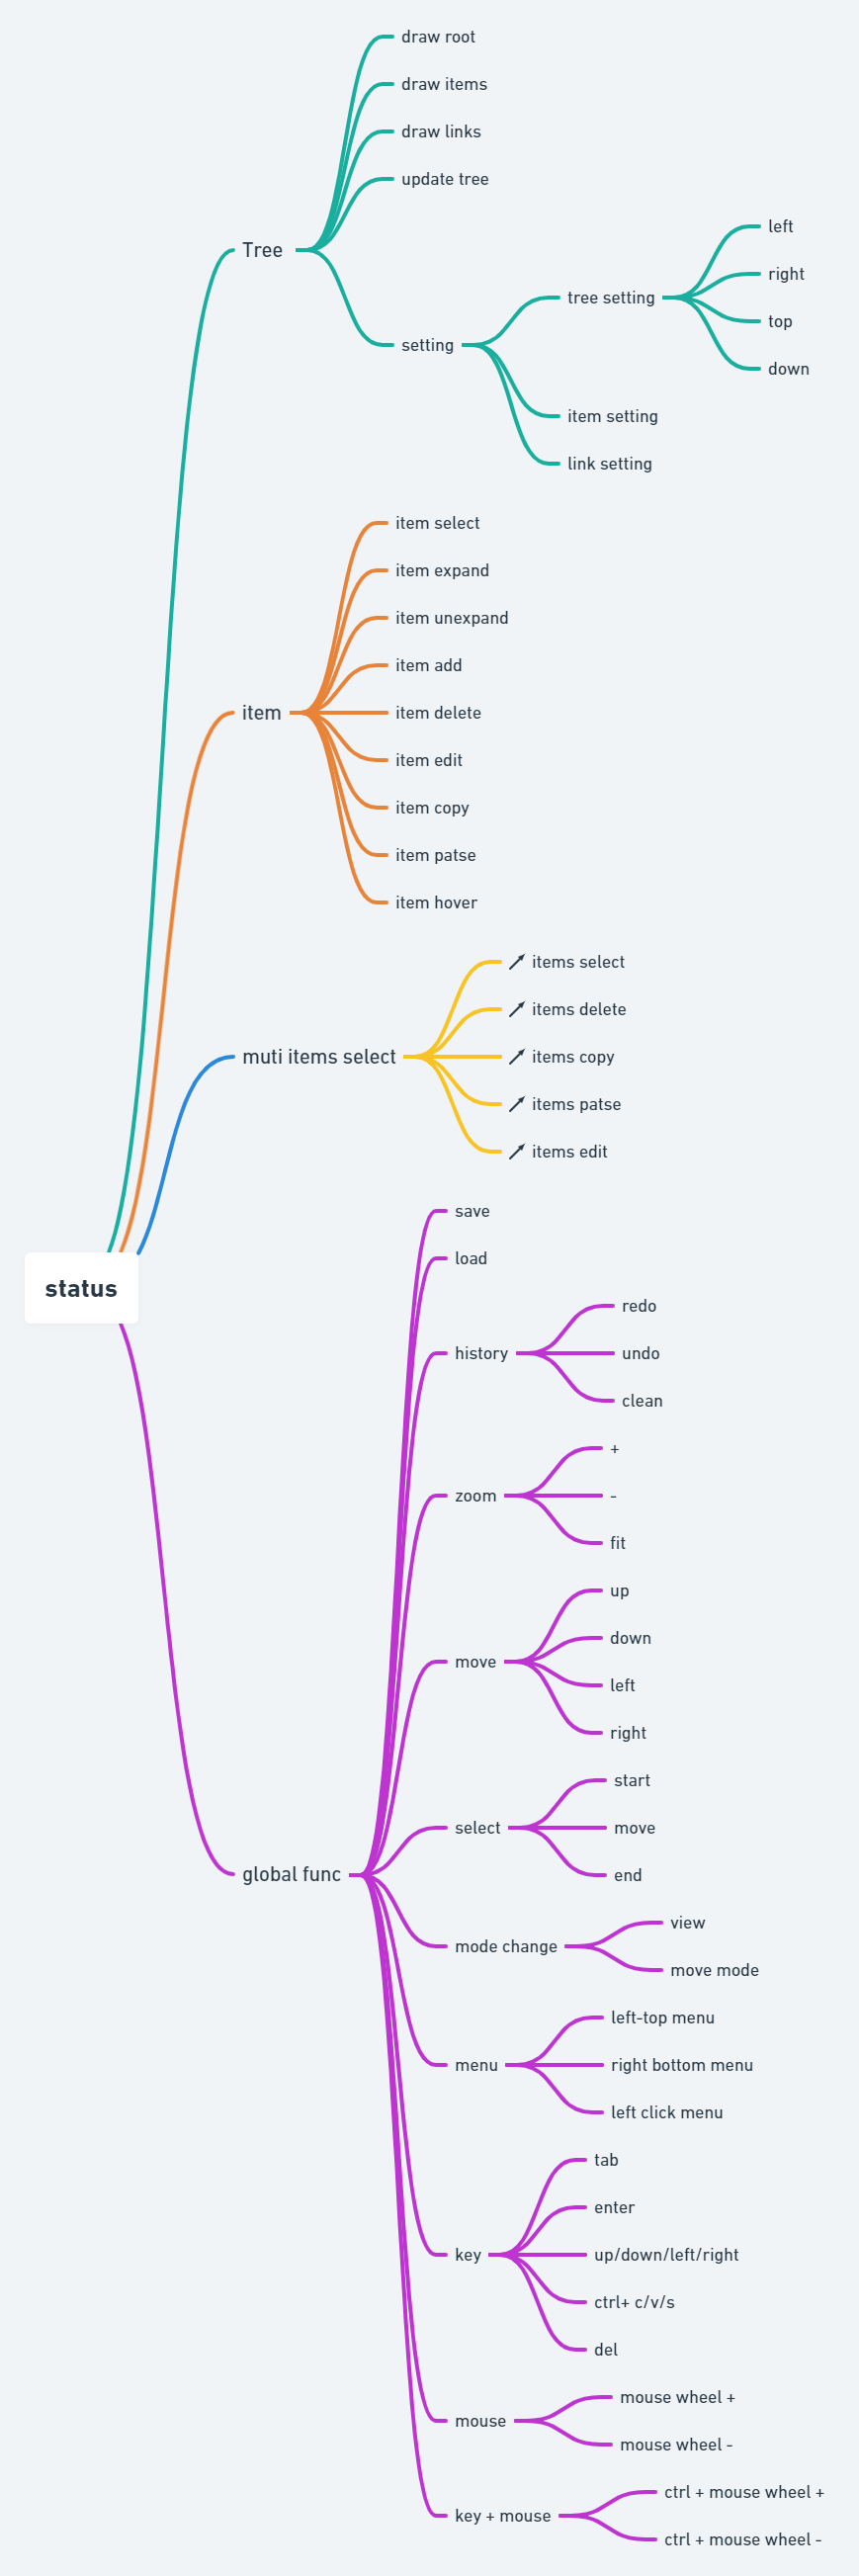 draw root
draw items
draw links
update tree
Tree
setting
tree setting
left
right
top
down
item setting
link setting
item
item select
item expand
item unexpand
item add
item delete
item edit
item copy
item patse
item hover
muti items select
items select
items delete
items copy
items patse
items edit
status
global func
save
load
history
redo
undo
clean
zoom
+
-
fit
move
up
down
left
right
select
start
move
end
mode change
view
move mode
menu
left-top menu
right bottom menu
left click menu
key
tab
enter
up/down/left/right
ctrl+ c/v/s
del
mouse
mouse wheel +
mouse wheel -
key + mouse
ctrl + mouse wheel +
ctrl + mouse wheel -